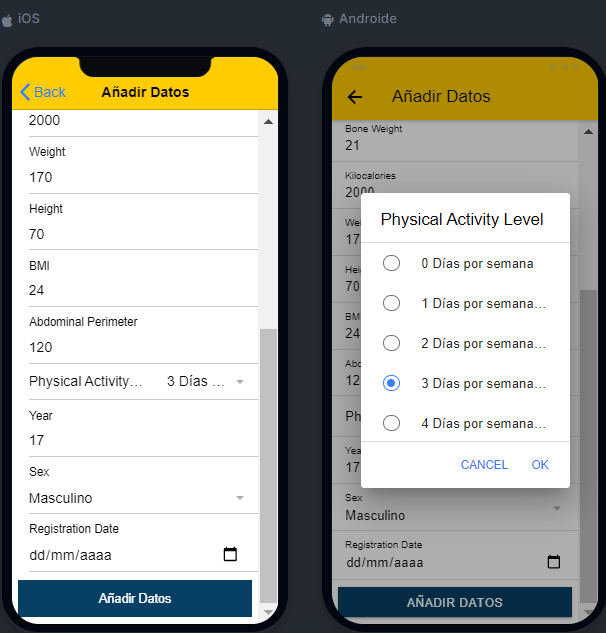 iOS
Back
Añadir Datos
2000
Weight
170
Height
70
BMI
24
Abdominal Perimeter
120
Physical Activity… 3 Días …
Year
17
Sex
Masculino
Registration Date
dd/mm/aaaa
Añadir Datos
Androide
Añadir Datos
Bone Weight
21
Kilocalories
2000
Wei
17
Hei
70
BM
24
Abd
12
Ph
Yea
17
Physical Activity Level
0 Días por semana
1 Días por semana…
2 Días por semana…
3 Días por semana…
4 Días por semana…
CANCEL OK
Sex
Masculino
Registration Date
dd/mm/aaaa
AÑADIR DATOS